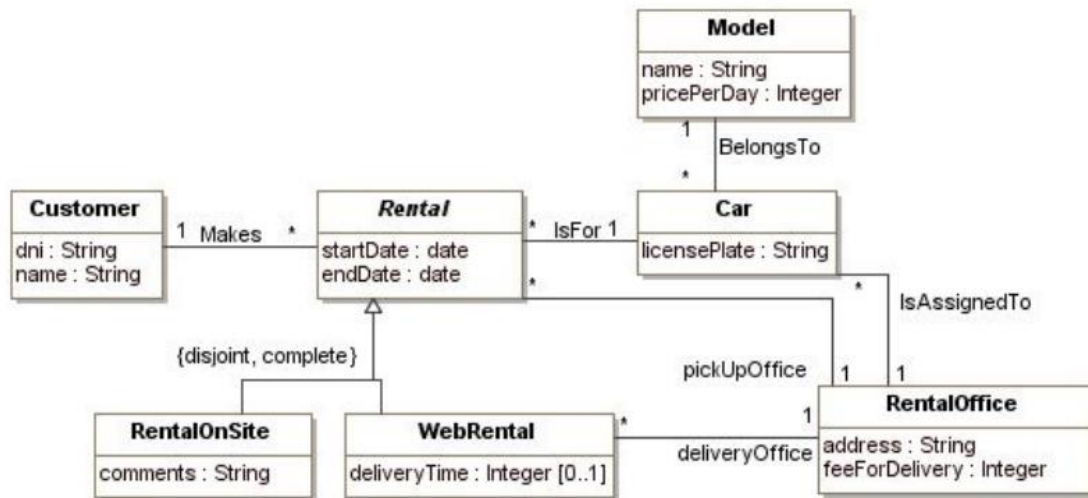 Model
name : String
pricePerDay : Integer
1
BelongsTo
*
Customer
dni : String
name : String
1 Makes *
Rental
startDate : date
endDate : date
* IsFor 1
Car
licensePlate : String
*
*
IsAssignedTo
{disjoint, complete}
pickUpOffice
1
1
RentalOnSite
comments : String
WebRental
deliveryTime : Integer [0..1]
*
1
deliveryOffice
RentalOffice
address : String
feeForDelivery : Integer